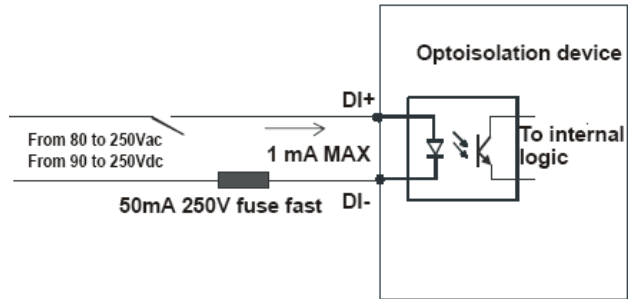 Optoisolation device
DI+
From 80 to 250Vac
From 90 to 250Vdc
1 mA MAX
To internal
logic
50mA 250V fuse fast
DI-